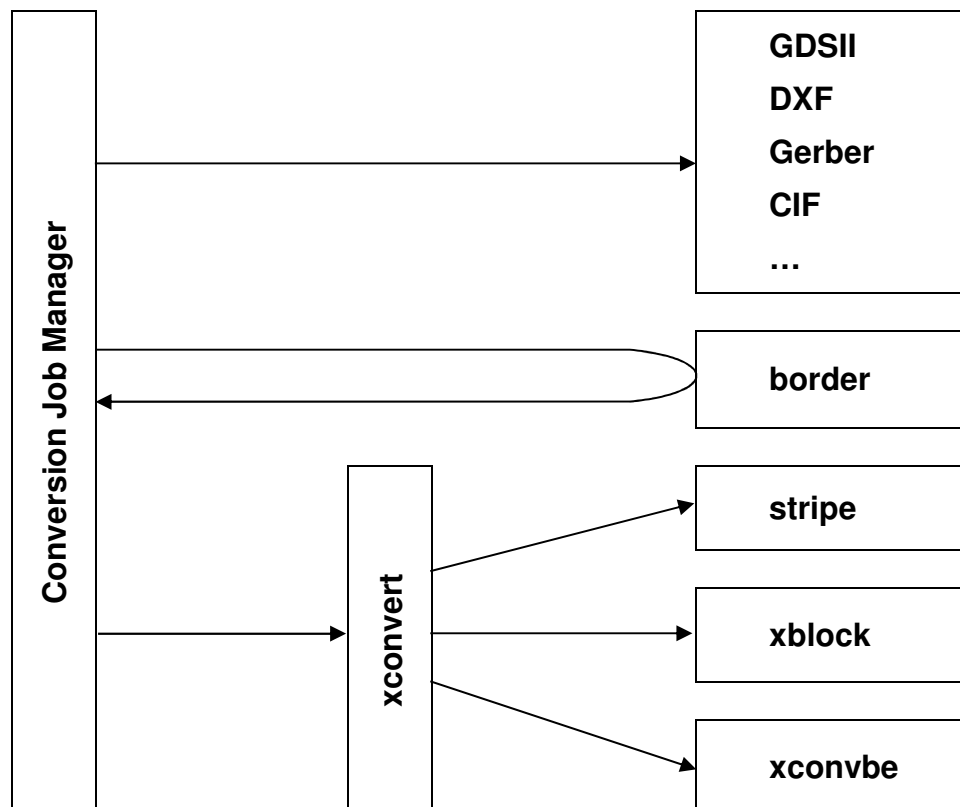 Conversion Job Manager
GDSII
DXF
Gerber
CIF
…
border
xconvert
stripe
xblock
xconvbe